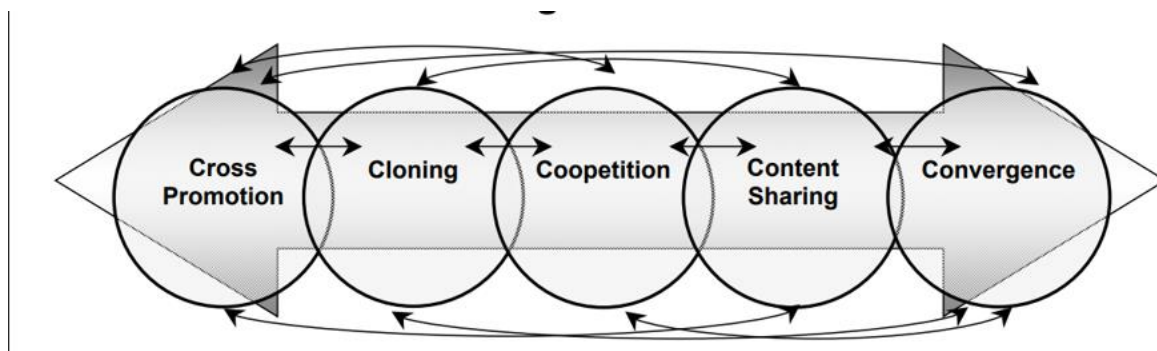 Cross
Promotion
Cloning
Coopetition
Content
Sharing
Convergence